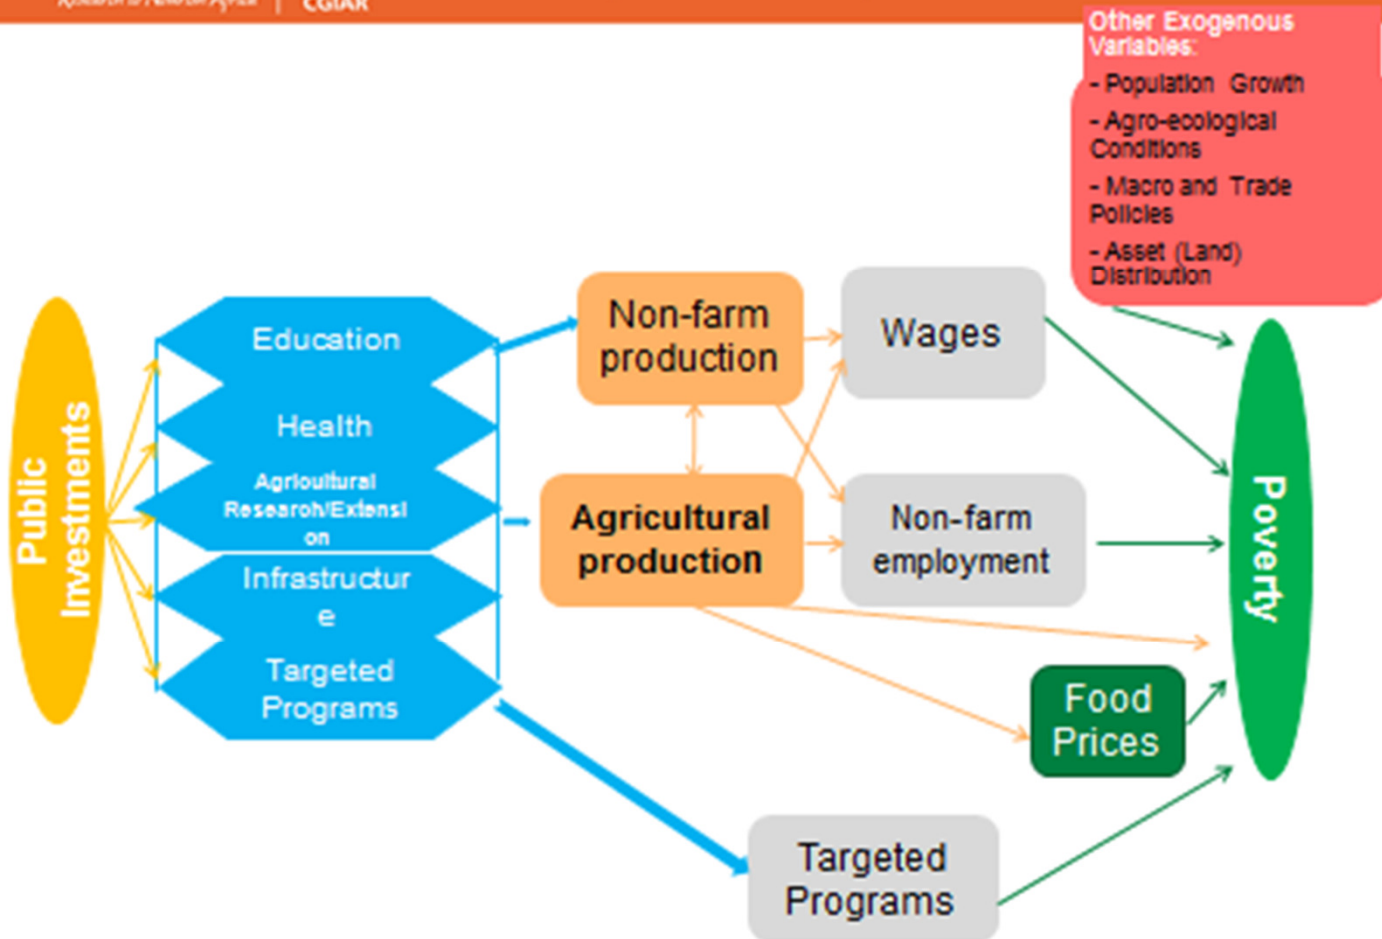 CGIAR
Other Exogenous
Variables:
- Population Growth
- Agro-ecological
Conditions
- Macro and Trade
Policies
- Asset (Land)
Distribution
Public
Investments
Education
Health
Agricultural
Research/Extensi
on
Infrastructur
e
Targeted
Programs
Non-farm
production
Agricultural
production
Wages
Non-farm
employment
Food
Prices
Targeted
Programs
Poverty